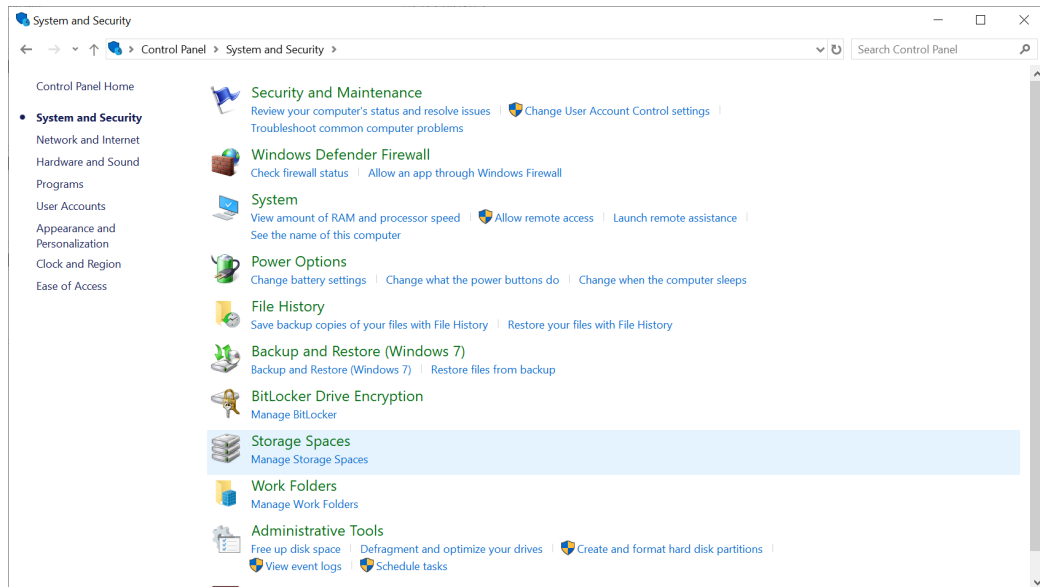 System and Security
Control Panel > System and Security >
Search Control Panel
Control Panel Home
System and Security
Network and Internet
Hardware and Sound
Programs
User Accounts
Appearance and
Personalization
Clock and Region
Ease of Access
Security and Maintenance
Review your computer's status and resolve issues | Change User Account Control settings |
Troubleshoot common computer problems
Windows Defender Firewall
Check firewall status | Allow an app through Windows Firewall
System
View amount of RAM and processor speed | Allow remote access | Launch remote assistance |
See the name of this computer
Power Options
Change battery settings | Change what the power buttons do | Change when the computer sleeps
File History
Save backup copies of your files with File History | Restore your files with File History
Backup and Restore (Windows 7)
Backup and Restore (Windows 7) | Restore files from backup
BitLocker Drive Encryption
Manage BitLocker
Storage Spaces
Manage Storage Spaces
Work Folders
Manage Work Folders
Administrative Tools
Free up disk space | Defragment and optimize your drives | Create and format hard disk partitions |
View event logs | Schedule tasks